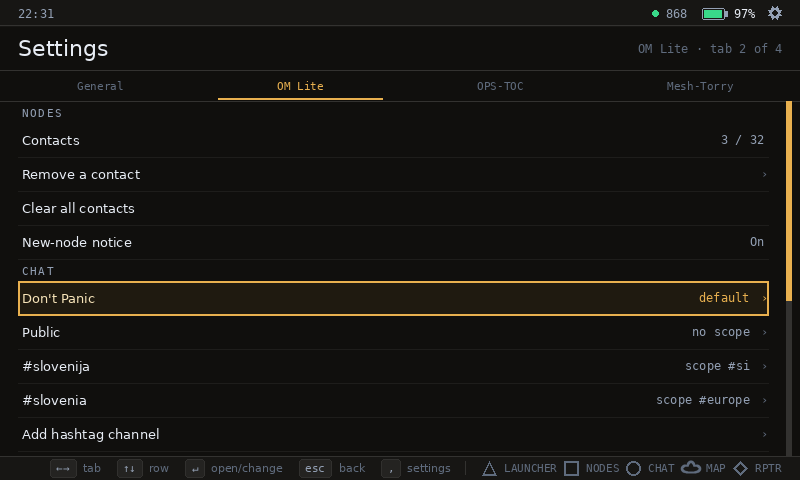 22:31 868 97%
Settings OM Lite · tab 2 of 4
General OM Lite OPS-TOC Mesh-Torry
NODES
Contacts 3 / 32
Remove a contact ›
Clear all contacts
New-node notice On
CHAT
Don't Panic default ›
Public no scope ›
#slovenija scope #si ›
#slovenia scope #europe ›
Add hashtag channel ›
←→ tab ↑↓ row ↵ open/change esc back , settings LAUNCHER NODES CHAT MAP RPTR